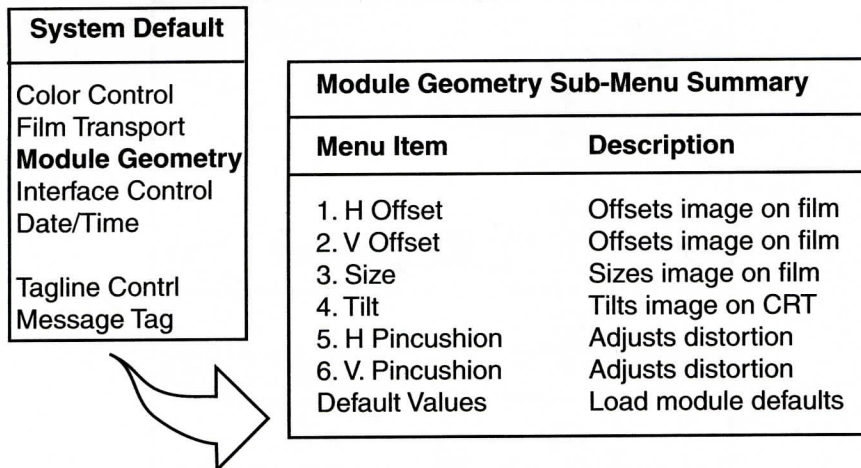 System Default
Color Control
Film Transport
Module Geometry
Interface Control
Date/Time
Tagline Contrl
Message Tag
Module Geometry Sub-Menu Summary
Menu Item Description
1. H Offset Offsets image on film
2. V Offset Offsets image on film
3. Size Sizes image on film
4. Tilt Tilts image on CRT
5. H Pincushion Adjusts distortion
6. V. Pincushion Adjusts distortion
Default Values Load module defaults